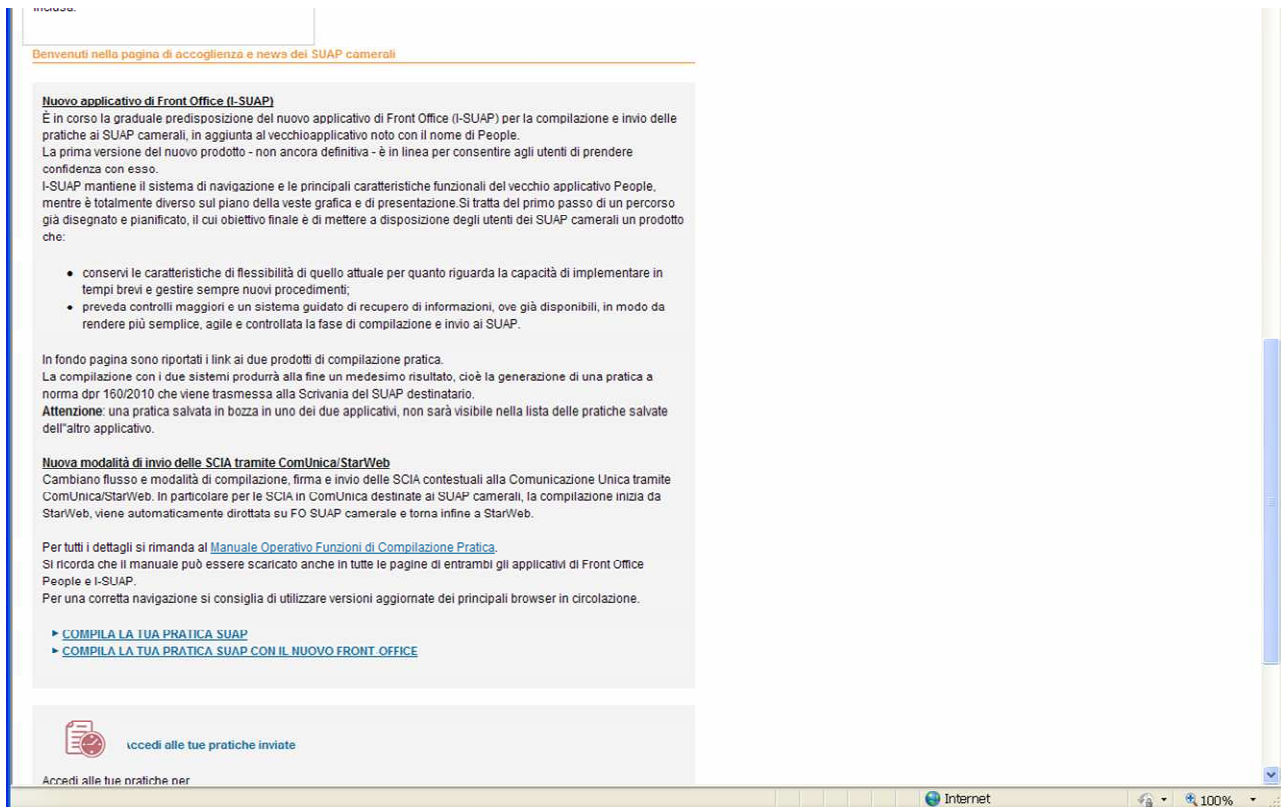 inclusa.
Benvenuti nella pagina di accoglienza e news dei SUAP camerali
Nuovo applicativo di Front Office (I-SUAP)
È in corso la graduale predisposizione del nuovo applicativo di Front Office (I-SUAP) per la compilazione e invio delle
pratiche ai SUAP camerali, in aggiunta al vecchioapplicativo noto con il nome di People.
La prima versione del nuovo prodotto - non ancora definitiva - è in linea per consentire agli utenti di prendere
confidenza con esso.
I-SUAP mantiene il sistema di navigazione e le principali caratteristiche funzionali del vecchio applicativo People,
mentre è totalmente diverso sul piano della veste grafica e di presentazione.Si tratta del primo passo di un percorso
già disegnato e pianificato, il cui obiettivo finale è di mettere a disposizione degli utenti dei SUAP camerali un prodotto
che:
• conservi le caratteristiche di flessibilità di quello attuale per quanto riguarda la capacità di implementare in
tempi brevi e gestire sempre nuovi procedimenti;
• preveda controlli maggiori e un sistema guidato di recupero di informazioni, ove già disponibili, in modo da
rendere più semplice, agile e controllata la fase di compilazione e invio ai SUAP.
In fondo pagina sono riportati i link ai due prodotti di compilazione pratica.
La compilazione con i due sistemi produrrà alla fine un medesimo risultato, cioè la generazione di una pratica a
norma dpr 160/2010 che viene trasmessa alla Scrivania del SUAP destinatario.
Attenzione: una pratica salvata in bozza in uno dei due applicativi, non sarà visibile nella lista delle pratiche salvate
dell"altro applicativo.
Nuova modalità di invio delle SCIA tramite ComUnica/StarWeb
Cambiano flusso e modalità di compilazione, firma e invio delle SCIA contestuali alla Comunicazione Unica tramite
ComUnica/StarWeb. In particolare per le SCIA in ComUnica destinate ai SUAP camerali, la compilazione inizia da
StarWeb, viene automaticamente dirottata su FO SUAP camerale e torna infine a StarWeb.
Per tutti i dettagli si rimanda al Manuale Operativo Funzioni di Compilazione Pratica.
Si ricorda che il manuale può essere scaricato anche in tutte le pagine di entrambi gli applicativi di Front Office
People e I-SUAP.
Per una corretta navigazione si consiglia di utilizzare versioni aggiornate dei principali browser in circolazione.
COMPILA LA TUA PRATICA SUAP
COMPILA LA TUA PRATICA SUAP CON IL NUOVO FRONT OFFICE
Accedi alle tue pratiche inviate
Accedi alle tue pratiche per
Internet
100%